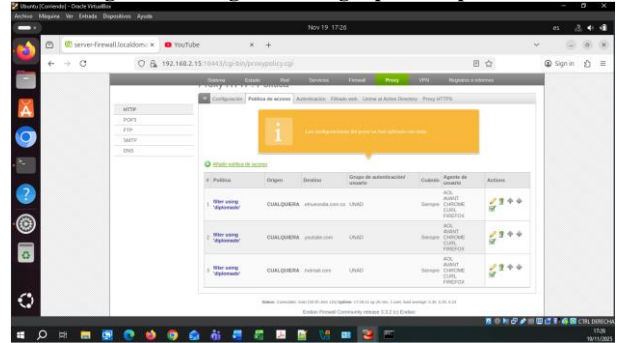 Ubuntu [Corriendo] - Oracle VirtualBox
Archivo Máquina Ver Entrada Dispositivos Ayuda
Nov 19 17:26
es
server-firewall.localdoma
YouTube
192.168.2.15:10443/cgi-bin/proxypolicy.cgi
Sign in
Sistema Estado Red Servicios Firewall Proxy VPN Registros e informes
Configuración Política de acceso Autenticación Filtrado web Unirse al Active Directory Proxy HTTPS
HTTP
POP3
FTP
SMTP
DNS
Añadir política de acceso
# Política Origen Destino Grupo de autenticación/ usuario Cuándo Agente de usuario Actions
1 filter using 'diplomado' CUALQUIERA UNAD Siempre AOL AVANT CHROME CURL FIREFOX
2 filter using 'diplomado' CUALQUIERA youtube.com UNAD Siempre AOL AVANT CHROME CURL FIREFOX
3 filter using 'diplomado' CUALQUIERA hotmail.com UNAD Siempre AOL AVANT CHROME CURL FIREFOX
Endian Firewall Community release 3.3.2 (c) Endian
CTRL DERECHA
17:26
19/11/2025